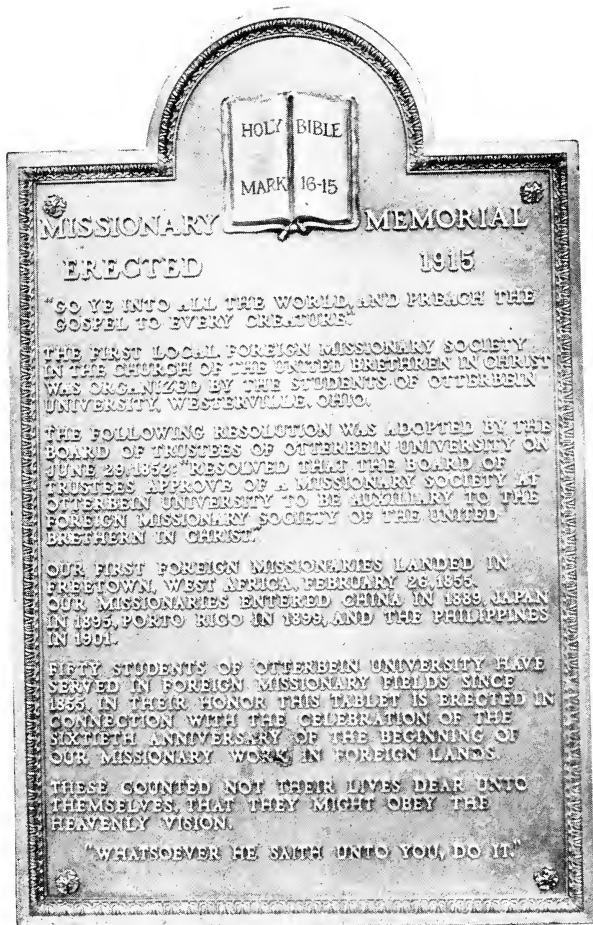 HOLY BIBLE
MARK 16-15
MISSIONARY MEMORIAL
ERECTED 1915
"GO YE INTO ALL THE WORLD, AND PREACH THE
GOSPEL TO EVERY CREATURE".
THE FIRST LOCAL FOREIGN MISSIONARY SOCIETY
IN THE CHURCH OF THE UNITED BRETHREN IN CHRIST
WAS ORGANIZED BY THE STUDENTS OF OTTERBEIN
UNIVERSITY, WESTERVILLE, OHIO.
THE FOLLOWING RESOLUTION WAS ADOPTED BY THE
BOARD OF TRUSTEES OF OTTERBEIN UNIVERSITY ON
JUNE 29, 1852: "RESOLVED THAT THE BOARD OF
TRUSTEES APPROVE OF A MISSIONARY SOCIETY AT
OTTERBEIN UNIVERSITY TO BE AUXILIARY TO THE
FOREIGN MISSIONARY SOCIETY OF THE UNITED
BRETHERN IN CHRIST."
OUR FIRST FOREIGN MISSIONARIES LANDED IN
FREETOWN, WEST AFRICA, FEBRUARY 26, 1855.
OUR MISSIONARIES ENTERED CHINA IN 1889, JAPAN
IN 1895, PORTO RICO IN 1899, AND THE PHILIPPINES
IN 1901.
FIFTY STUDENTS OF OTTERBEIN UNIVERSITY HAVE
SERVED IN FOREIGN MISSIONARY FIELDS SINCE
1855. IN THEIR HONOR THIS TABLET IS ERECTED IN
CONNECTION WITH THE CELEBRATION OF THE
SIXTIETH ANNIVERSARY OF THE BEGINNING OF
OUR MISSIONARY WORK IN FOREIGN LANDS.
THESE COUNTED NOT THEIR LIVES DEAR UNTO
THEMSELVES, THAT THEY MIGHT OBEY THE
HEAVENLY VISION.
"WHATSOEVER HE SAITH UNTO YOU, DO IT."